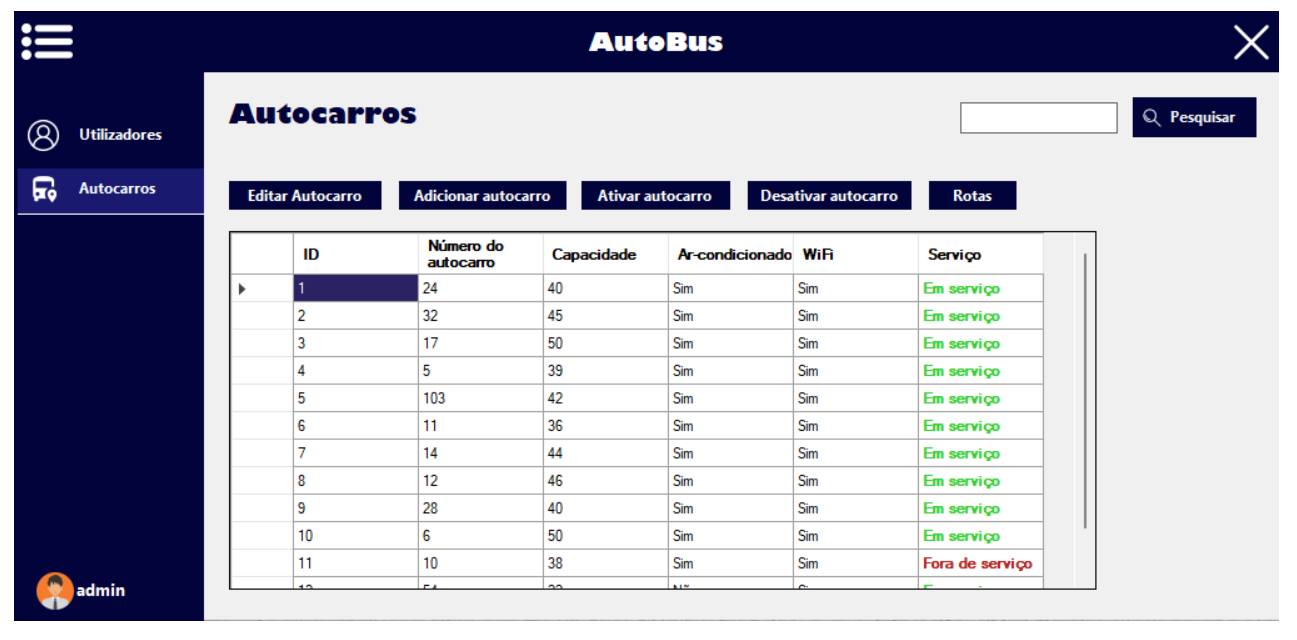 AutoBus
Utilizadores
Autocarros
admin
Autocarros
Pesquisar
Editar Autocarro Adicionar autocarro Ativar autocarro Desativar autocarro Rotas
ID Número do autocarro Capacidade Ar-condicionado WiFi Serviço
1 24 40 Sim Sim Em serviço
2 32 45 Sim Sim Em serviço
3 17 50 Sim Sim Em serviço
4 5 39 Sim Sim Em serviço
5 103 42 Sim Sim Em serviço
6 11 36 Sim Sim Em serviço
7 14 44 Sim Sim Em serviço
8 12 46 Sim Sim Em serviço
9 28 40 Sim Sim Em serviço
10 6 50 Sim Sim Em serviço
11 10 38 Sim Sim Fora de serviço